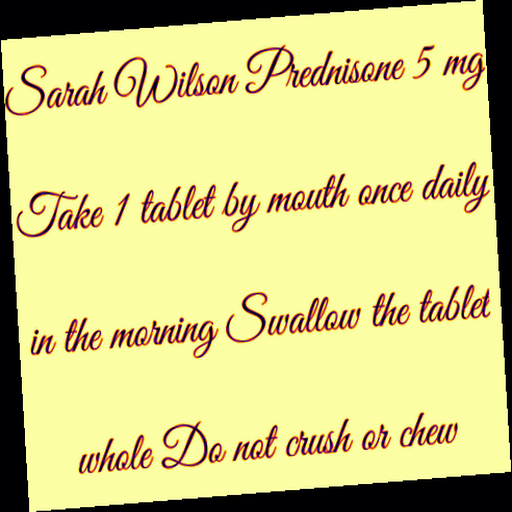 Sarah Wilson Prednisone 5 mg
Take 1 tablet by mouth once daily
in the morning Swallow the tablet
whole Do not crush or chew